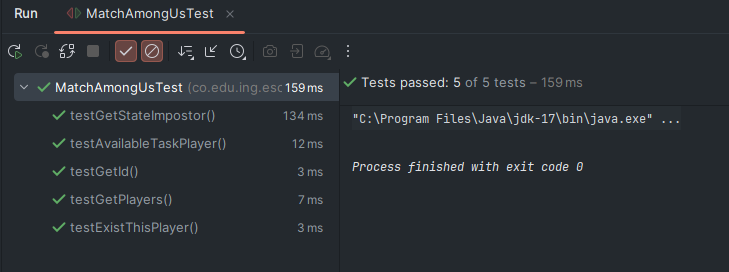 Run MatchAmongUsTest
MatchAmongUsTest (co.edu.ing.esc 159 ms
testGetStateImpostor() 134 ms
testAvailableTaskPlayer() 12 ms
testGetId() 3 ms
testGetPlayers() 7 ms
testExistThisPlayer() 3 ms
Tests passed: 5 of 5 tests – 159 ms
"C:\Program Files\Java\jdk-17\bin\java.exe" ...
Process finished with exit code 0